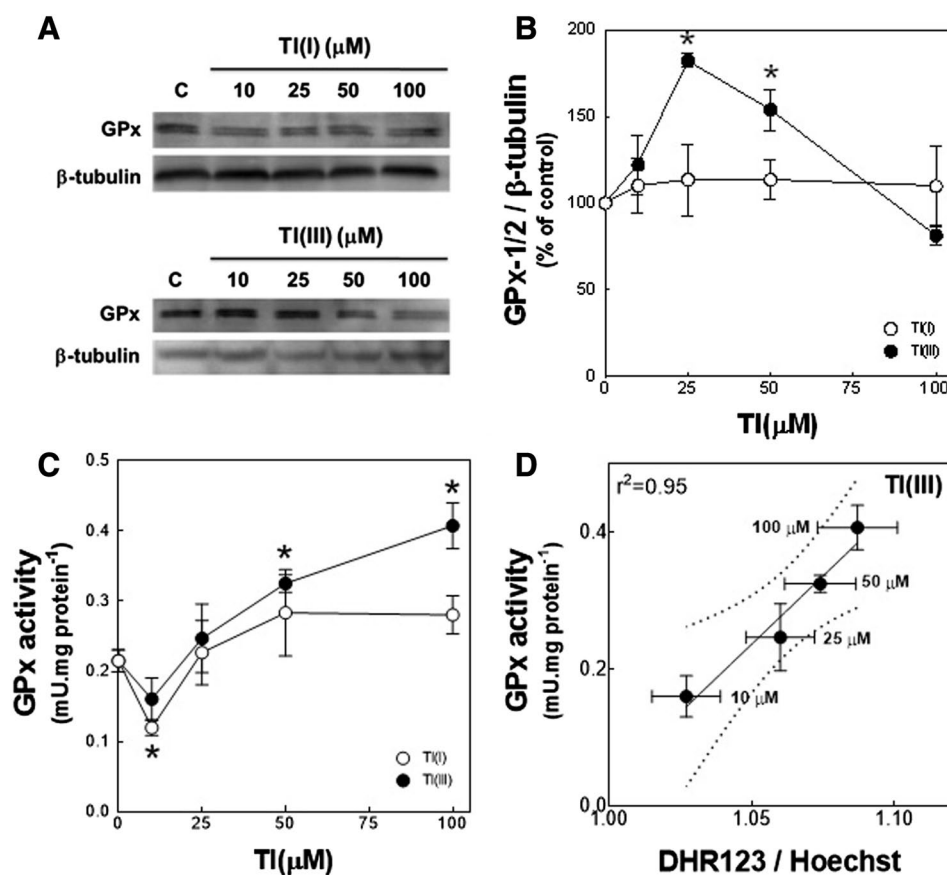 A
Tl(I) (μM)
C 10 25 50 100
GPx
β-tubulin
Tl(III) (μM)
C 10 25 50 100
GPx
β-tubulin
B
GPx-1/2 / β-tubulin
(% of control)
200
150
100
50
0
* *
Tl(I)
Tl(III)
0 25 50 75 100
Tl(μM)
C
GPx activity
(mU.mg protein-1)
0.5
0.4
0.3
0.2
0.1
0.0
* * *
Tl(I)
Tl(III)
0 25 50 75 100
Tl(μM)
D
r²=0.95
Tl(III)
GPx activity
(mU.mg protein-1)
0.4
0.2
0.0
100 μM
50 μM
25 μM
10 μM
1.00 1.05 1.10
DHR123 / Hoechst